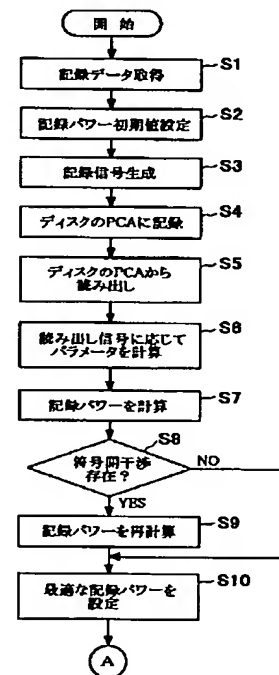 開始
S1
記録データ取得
S2
記録パワー初期値設定
S3
記録信号生成
S4
ディスクのPCAに記録
S5
ディスクのPCAから
読み出し
S6
読み出し信号に応じて
パラメータを計算
S7
記録パワーを計算
S8
符号間干渉
存在?
NO
YES
S9
記録パワーを再計算
S10
最適な記録パワーを
設定
A